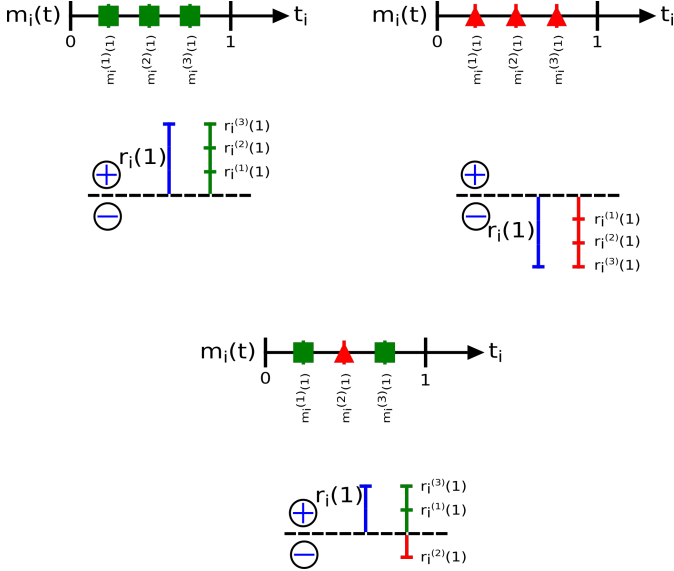 mᵢ(t) tᵢ
0 1
mᵢ⁽¹⁾(1) mᵢ⁽²⁾(1) mᵢ⁽³⁾(1)
rᵢ(1)
rᵢ⁽³⁾(1)
rᵢ⁽²⁾(1)
rᵢ⁽¹⁾(1)
+
−
mᵢ(t) tᵢ
0 1
mᵢ⁽¹⁾(1) mᵢ⁽²⁾(1) mᵢ⁽³⁾(1)
+
−
rᵢ(1)
rᵢ⁽¹⁾(1)
rᵢ⁽²⁾(1)
rᵢ⁽³⁾(1)
mᵢ(t) tᵢ
0 1
mᵢ⁽¹⁾(1) mᵢ⁽²⁾(1) mᵢ⁽³⁾(1)
rᵢ(1)
rᵢ⁽³⁾(1)
rᵢ⁽¹⁾(1)
+
−
rᵢ⁽²⁾(1)